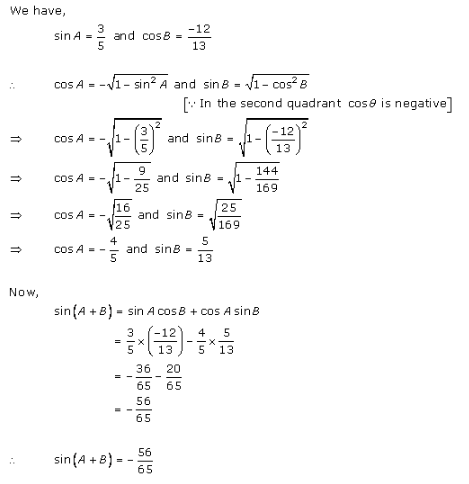 We have,
sin A = 3/5 and cos B = -12/13
∴ cos A = -√(1 - sin² A) and sin B = √(1 - cos² B)
[∵ In the second quadrant cos θ is negative]
⇒ cos A = -√(1 - (3/5)²) and sin B = √(1 - (-12/13)²)
⇒ cos A = -√(1 - 9/25) and sin B = √(1 - 144/169)
⇒ cos A = -√(16/25) and sin B = √(25/169)
⇒ cos A = -4/5 and sin B = 5/13
Now,
sin(A + B) = sin A cos B + cos A sin B
= 3/5 × (-12/13) - 4/5 × 5/13
= -36/65 - 20/65
= -56/65
∴ sin(A + B) = -56/65